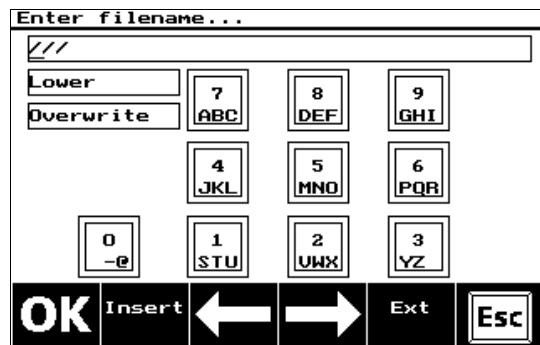 Enter filename...
///
Lower
Overwrite
7 8 9
ABC DEF GHI
4 5 6
JKL MNO PQR
0 1 2 3
-@ STU VWX YZ
OK Insert Ext Esc